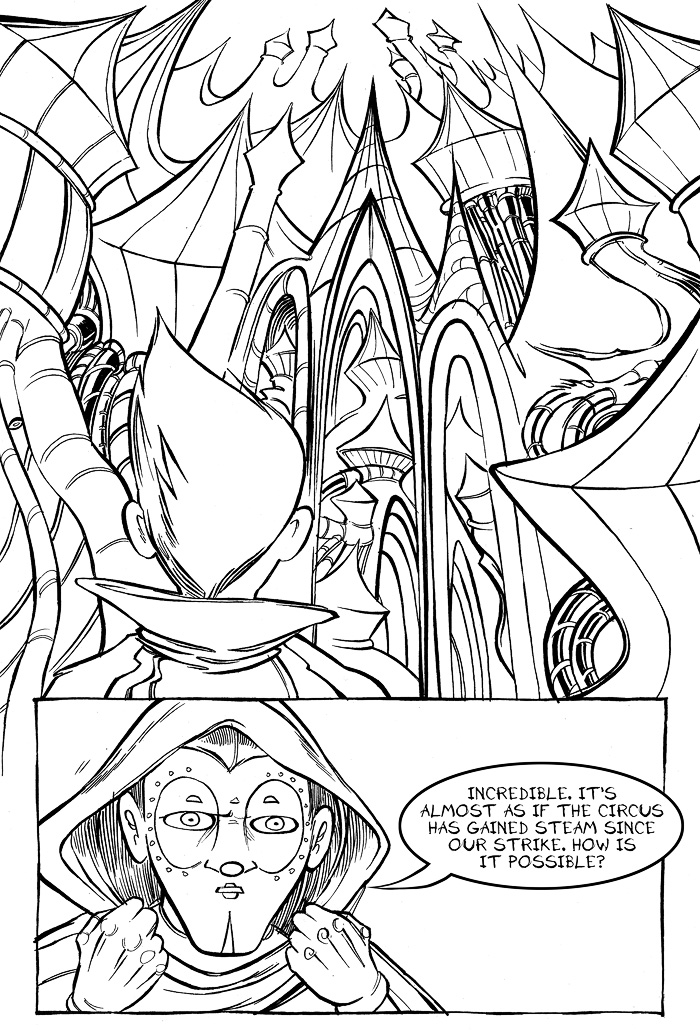 INCREDIBLE. IT'S
ALMOST AS IF THE CIRCUS
HAS GAINED STEAM SINCE
OUR STRIKE. HOW IS
IT POSSIBLE?